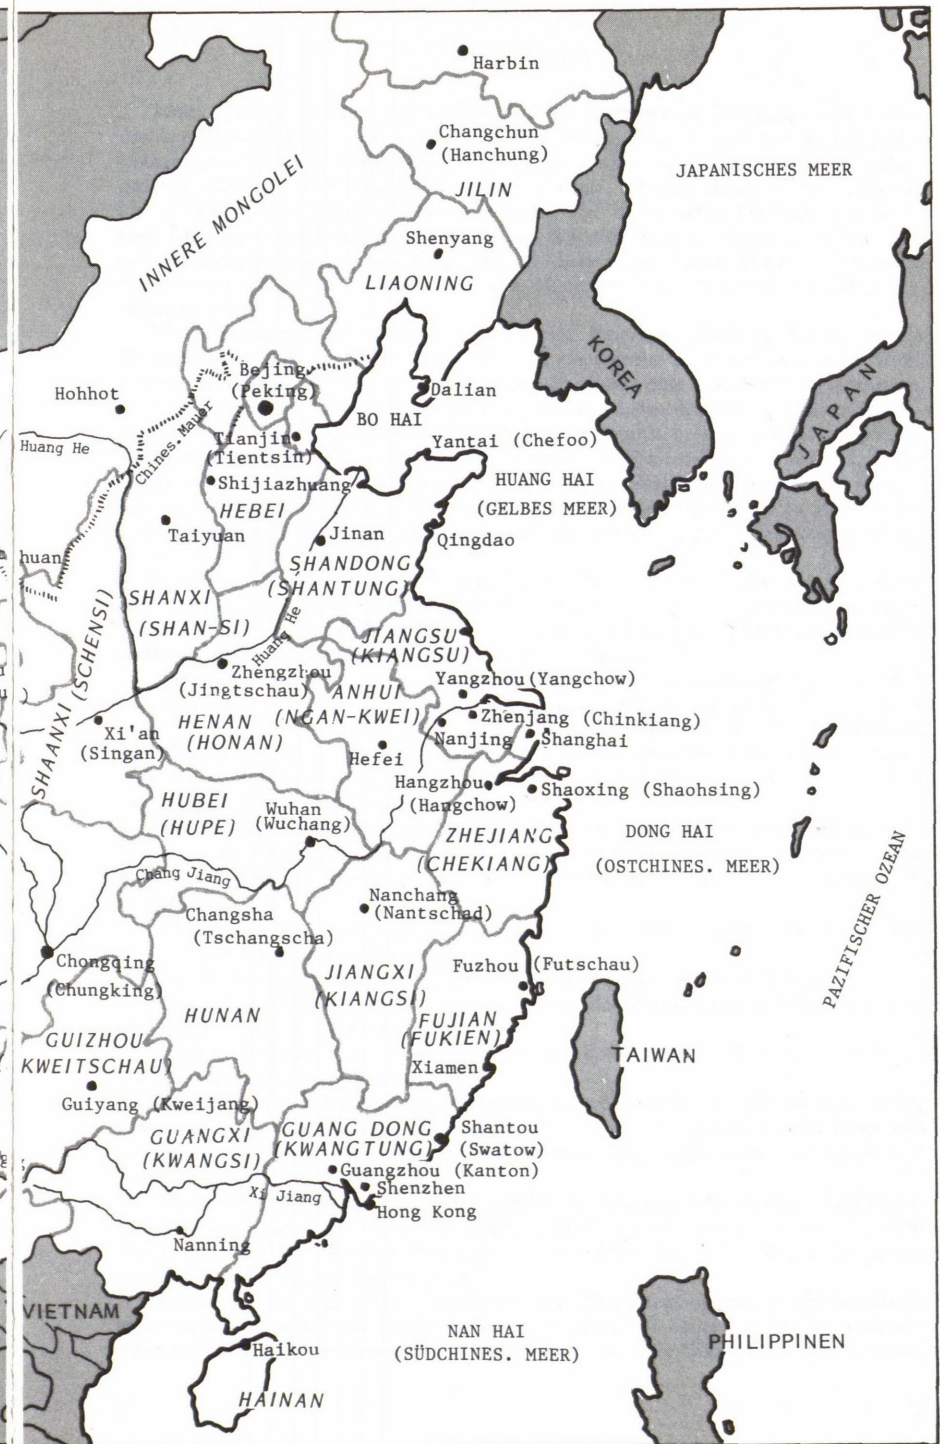 Harbin
Changchun
(Hanchung)
JAPANISCHES MEER
JILIN
INNERE MONGOLEI
Shenyang
LIAONING
KOREA
JAPAN
Bejing
(Peking)
Hohhot
Dalian
BO HAI
Chines. Mauer
Huang He
Tianjin
(Tientsin)
Yantai (Chefoo)
Shijiazhuang
HUANG HAI
(GELBES MEER)
HEBEI
Taiyuan
Jinan
Qingdao
huan
SHANDONG
(SHANTUNG)
SHANXI
(SHAN-SI)
SHAANXI (SCHENSI)
Huang He
JIANGSU
(KIANGSU)
Zhengzhou
(Jingtschau)
ANHUI
(NGAN-KWEI)
Yangzhou (Yangchow)
HENAN
(HONAN)
Xi'an
(Singan)
Zhenjang (Chinkiang)
Nanjing
Shanghai
Hefei
Hangzhou
(Hangchow)
Shaoxing (Shaohsing)
HUBEI
(HUPE)
Wuhan
(Wuchang)
ZHEJIANG
(CHEKIANG)
DONG HAI
(OSTCHINES. MEER)
PAZIFISCHER OZEAN
Chang Jiang
Nanchang
(Nantschad)
Changsha
(Tschangscha)
Chongqing
(Chungking)
JIANGXI
(KIANGSI)
Fuzhou (Futschau)
HUNAN
FUJIAN
(FUKIEN)
GUIZHOU
KWEITSCHAU)
TAIWAN
Xiamen
Guiyang (Kweijang)
GUANGXI
(KWANGSI)
GUANG DONG
(KWANGTUNG)
Shantou
(Swatow)
Guangzhou (Kanton)
Shenzhen
Xi Jiang
Hong Kong
Nanning
VIETNAM
NAN HAI
(SÜDCHINES. MEER)
PHILIPPINEN
Haikou
HAINAN